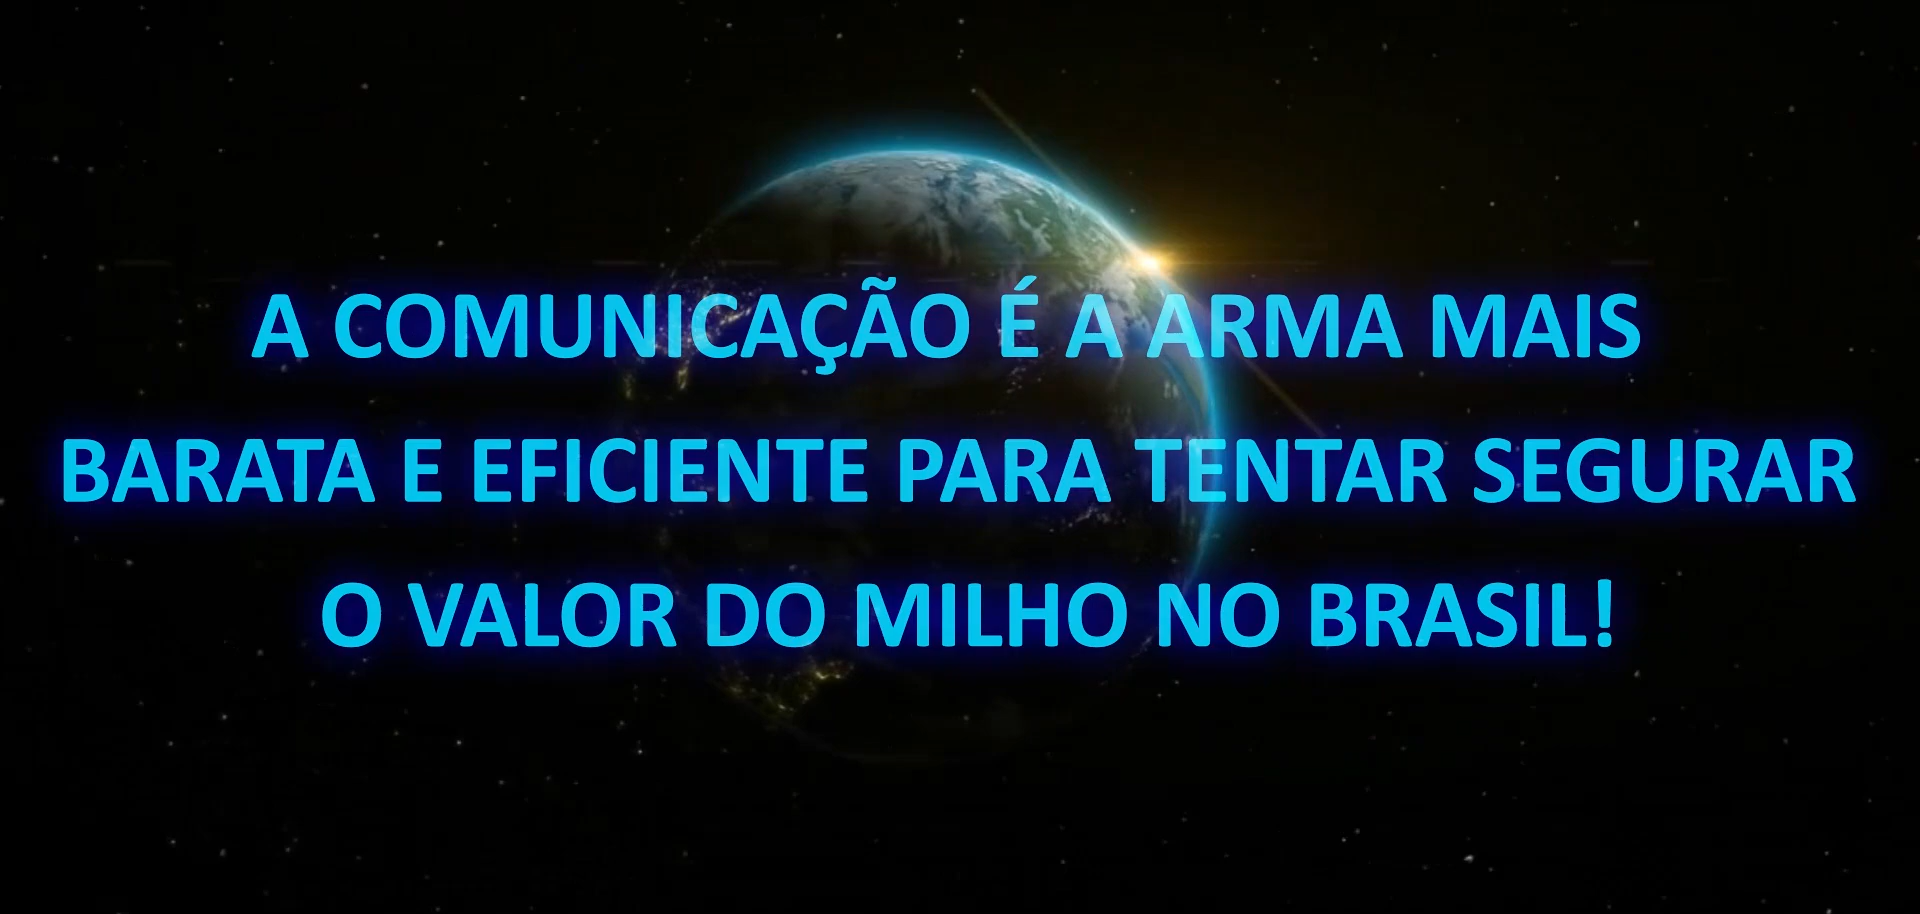 A COMUNICAÇÃO É A ARMA MAIS
BARATA E EFICIENTE PARA TENTAR SEGURAR
O VALOR DO MILHO NO BRASIL!